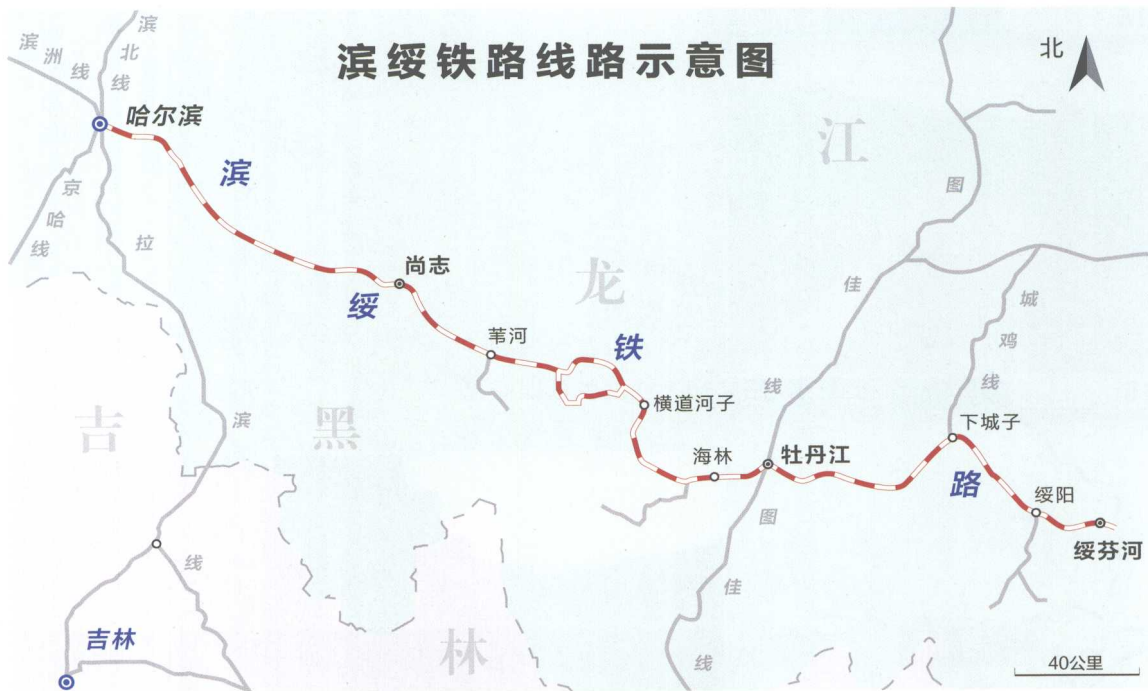 滨绥铁路线路示意图
北
滨洲线
滨北线
哈尔滨
京哈线
拉滨线
滨绥铁路
尚志
苇河
横道河子
海林
牡丹江
下城子
绥阳
绥芬河
图佳线
图佳线
城鸡线
黑龙江
吉林
吉林
40公里